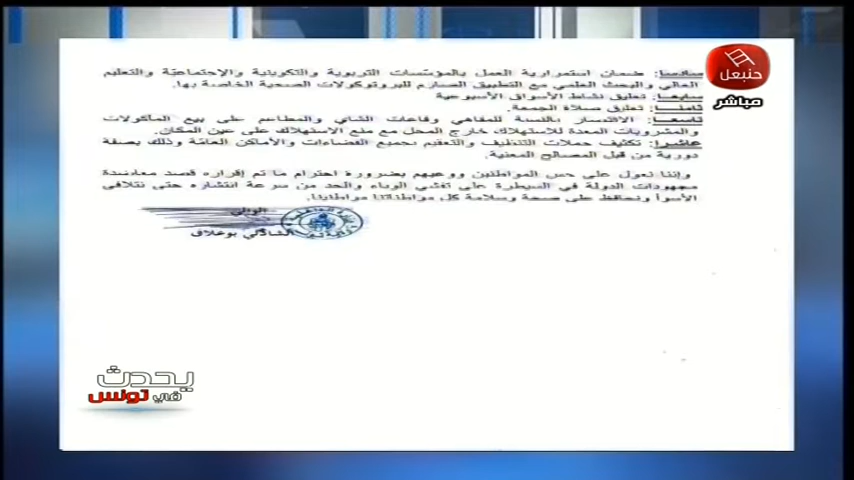 حنبعل
مباشر
سادسا: ضمان استمرارية العمل بالمؤسسات التربوية والتكوينية والإجتماعية والتعليم
العالي والبحث العلمي مع التطبيق الصارم للبروتوكولات الصحية الخاصة بها.
سابعا: تعليق نشاط الأسواق الأسبوعية
ثامنا: تعليق صلاة الجمعة.
تاسعا: الاقتصار بالنسبة للمقاهي وقاعات الشاي والمطاعم على بيع المأكولات
والمشروبات المعدة للاستهلاك خارج المحل مع منع الاستهلاك على عين المكان.
عاشرا: تكثيف حملات التنظيف والتعقيم بجميع الفضاءات والأماكن العامة وذلك بصفة
دورية من قبل المصالح المعنية.
وإننا نعول على حس المواطنين ووعيهم بضرورة احترام ما تم إقراره قصد معاضدة
مجهودات الدولة في السيطرة على تفشي الوباء والحد من سرعة انتشاره حتى نتلافى
الأسوأ ونحافظ على صحة وسلامة كل مواطناتنا مواطنينا.
الوالي
الشاذلي بوعلاق
يحدث
في تونس